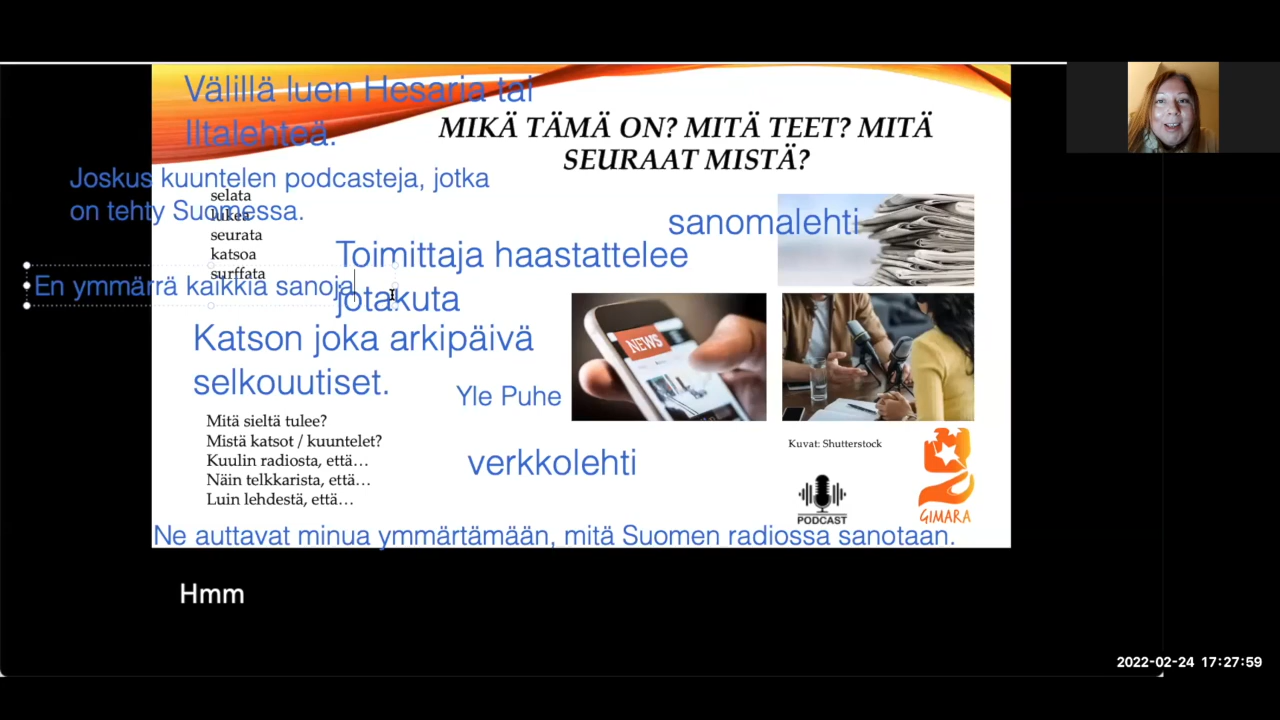 Välillä luen Hesaria tai
Iltalehteä.
MIKÄ TÄMÄ ON? MITÄ TEET? MITÄ
SEURAAT MISTÄ?
Joskus kuuntelen podcasteja, jotka
on tehty Suomessa.
selata
lukea
seurata
katsoa
surffata
sanomalehti
Toimittaja haastattelee
jotakuta
En ymmärrä kaikkia sanoja
Katson joka arkipäivä
selkouutiset.
NEWS
Yle Puhe
Mitä sieltä tulee?
Mistä katsot / kuuntelet?
Kuulin radiosta, että…
Näin telkkarista, että…
Luin lehdestä, että…
verkkolehti
Kuvat: Shutterstock
PODCAST
GIMARA
Ne auttavat minua ymmärtämään, mitä Suomen radiossa sanotaan.
Hmm
2022-02-24 17:27:59